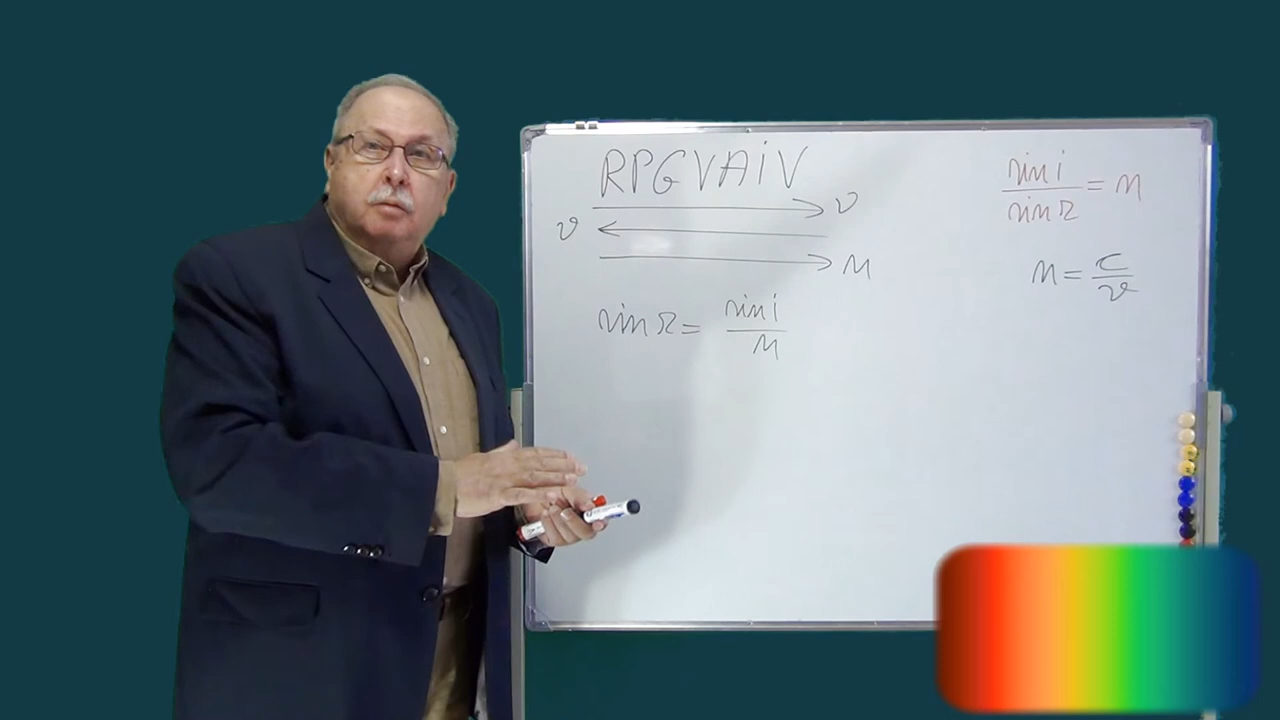 RPGVAiV
ν
v
n
sin r = sin i / n
sin i / sin r = n
n = c / v